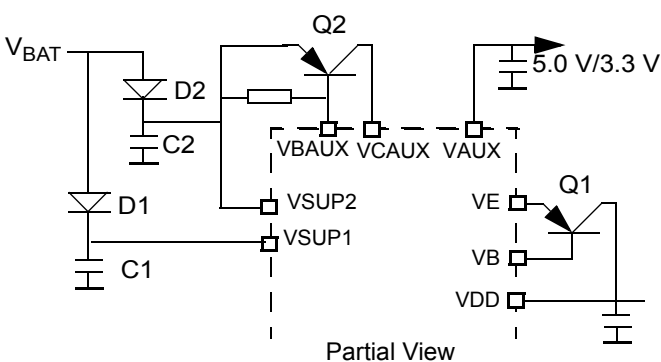 Q2
VBAT
5.0 V/3.3 V
D2
C2
VBAUX VCAUX VAUX
Q1
D1
VSUP2
VE
VSUP1
VB
C1
VDD
Partial View